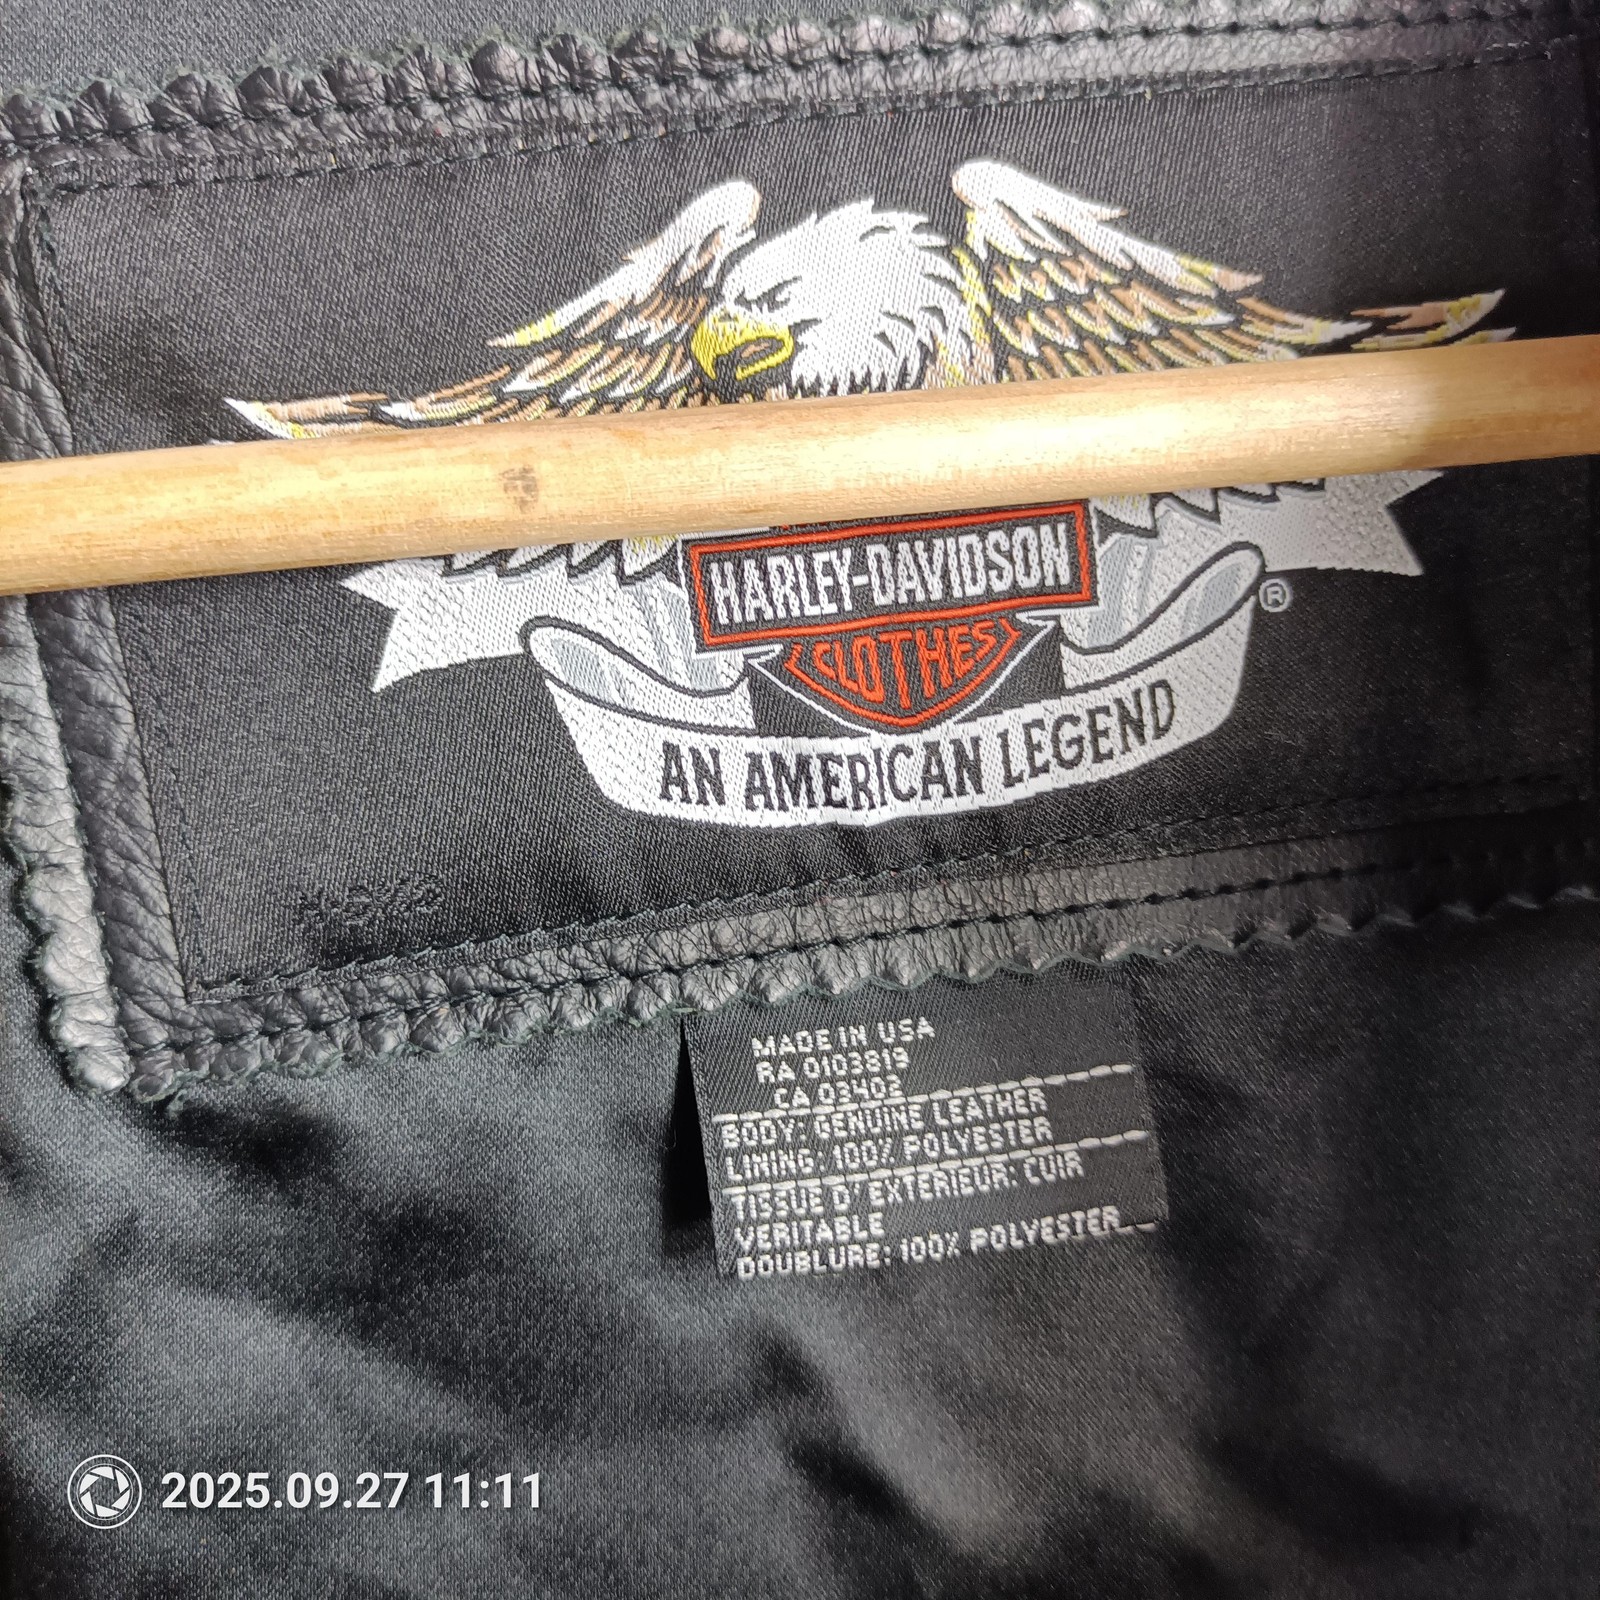 HARLEY-DAVIDSON
CLOTHES
®
AN AMERICAN LEGEND
MADE IN USA
RA 0103819
CA 03402
BODY: GENUINE LEATHER
LINING: 100% POLYESTER
TISSUE D' EXTERIEUR: CUIR
VERITABLE
DOUBLURE: 100% POLYESTER
2025.09.27 11:11